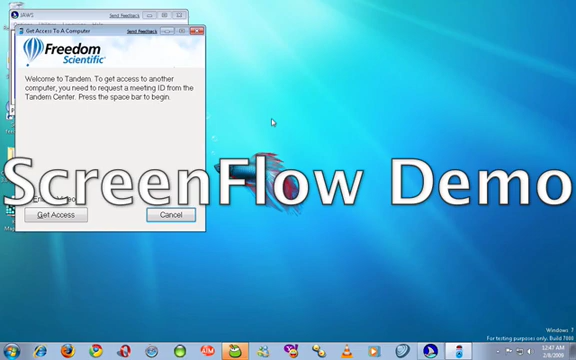 JAWS
Send Feedback
Get Access To A Computer
Send Feedback
Freedom
Scientific
Welcome to Tandem. To get access to another
computer, you need to request a meeting ID from the
Tandem Center. Press the space bar to begin.
ScreenFlow Demo
Get Access
Cancel
Windows 7
For testing purposes only. Build 7000
AIM
12:47 AM
2/8/2009